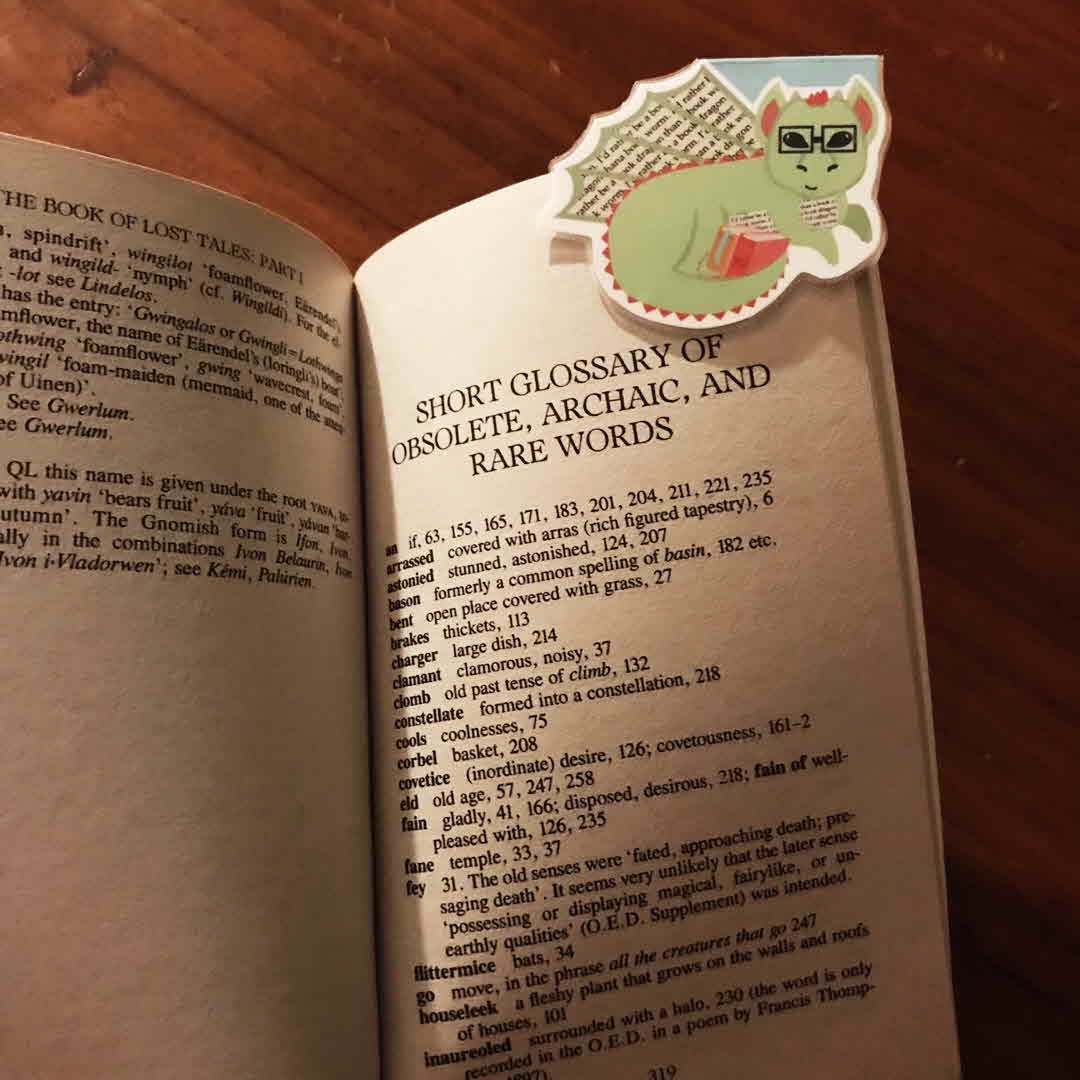 THE BOOK OF LOST TALES: PART I
spindrift', wingilot 'foamflower, Eärendel's
and wingild- 'nymph' (cf. Wingildi). For the
-lot see Lindelos.
has the entry: 'Gwingalos or Gwingli = Lothwinga
mflower, the name of Eärendel's (Ioringli's) boat',
othwing 'foamflower', gwing 'wavecrest, foam',
wingil 'foam-maiden (mermaid, one of the
of Uinen)'.
See Gwerlum.
ee Gwerlum.
QL this name is given under the root YAVA,
with yavin 'bears fruit', yáva 'fruit', yávan
utumn'. The Gnomish form is Ifon, Ivon,
ally in the combinations Ivon Belaurin, Ivon
Ivon i·Vladorwen'; see Kémi, Palúrien.
I'd rather be a book dragon than a book worm.
SHORT GLOSSARY OF
OBSOLETE, ARCHAIC, AND
RARE WORDS
an if, 63, 155, 165, 171, 183, 201, 204, 211, 221, 235
arrassed covered with arras (rich figured tapestry), 6
astonied stunned, astonished, 124, 207
bason formerly a common spelling of basin, 182 etc.
bent open place covered with grass, 27
brakes thickets, 113
charger large dish, 214
clamant clamorous, noisy, 37
clomb old past tense of climb, 132
constellate formed into a constellation, 218
cools coolnesses, 75
corbel basket, 208
covetice (inordinate) desire, 126; covetousness, 161-2
eld old age, 57, 247, 258
fain gladly, 41, 166; disposed, desirous, 218; fain of well-
pleased with, 126, 235
fane temple, 33, 37
fey 31. The old senses were 'fated, approaching death; pre-
saging death'. It seems very unlikely that the later sense
'possessing or displaying magical, fairylike, or un-
earthly qualities' (O.E.D. Supplement) was intended.
flittermice bats, 34
go move, in the phrase all the creatures that go 247
houseleek a fleshy plant that grows on the walls and roofs
of houses, 101
inaureoled surrounded with a halo, 230 (the word is only
recorded in the O.E.D. in a poem by Francis Thomp-
1897).
319